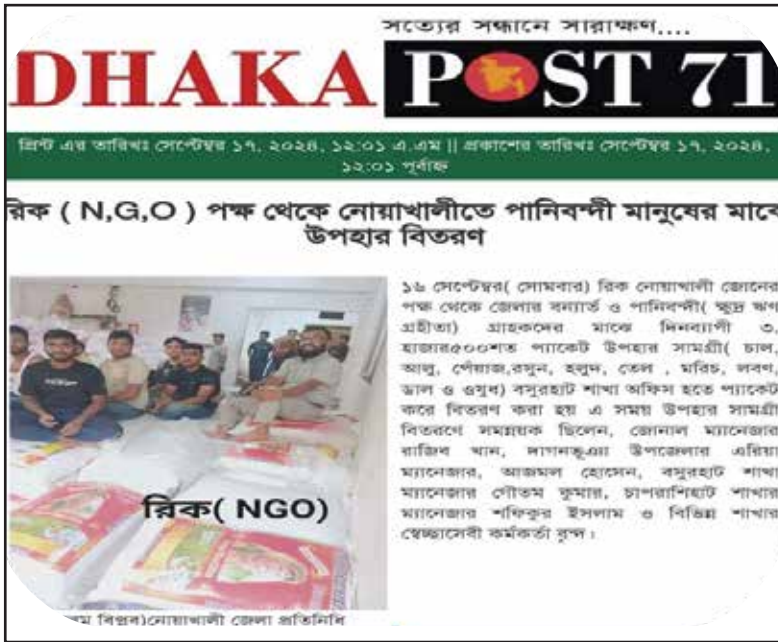 সত্যের সন্ধানে সারাক্ষণ....
DHAKA POST 71
প্রিন্ট এর তারিখঃ সেপ্টেম্বর ১৭, ২০২৪, ১২:০১ এ.এম || প্রকাশের তারিখঃ সেপ্টেম্বর ১৭, ২০২৪,
১২:০১ পূর্বাহ্ন
রিক ( N,G,O ) পক্ষ থেকে নোয়াখালীতে পানিবন্দী মানুষের মাঝে
উপহার বিতরণ
১৬ সেপ্টেম্বর( সোমবার) রিক নোয়াখালী জোনের
পক্ষ থেকে জেলার বন্যার্ত ও পানিবন্দী( ক্ষুদ্র ঋণ
গ্রহীতা) গ্রাহকদের মাঝে দিনব্যাপী ৩,
হাজার৫০০শত প্যাকেট উপহার সামগ্রী( চাল,
আলু, পেঁয়াজ,রসুন, হলুদ, তেল , মরিচ, লবণ,
ডাল ও ওষুধ) বসুরহাট শাখা অফিস হতে প্যাকেট
করে বিতরণ করা হয় এ সময় উপহার সামগ্রী
বিতরণে সমন্বয়ক ছিলেন, জোনাল ম্যানেজার
রাজিব খান, দাগনভূএ্যা উপজেলার এরিয়া
ম্যানেজার, আজমল হোসেন, বসুরহাট শাখা
ম্যানেজার গৌতম কুমার, চাপরাশিহাট শাখার
ম্যানেজার শফিকুর ইসলাম ও বিভিন্ন শাখার
স্বেচ্ছাসেবী কর্মকর্তা বৃন্দ।
রিক( NGO)
বিপ্লব)নোয়াখালী জেলা প্রতিনিধি